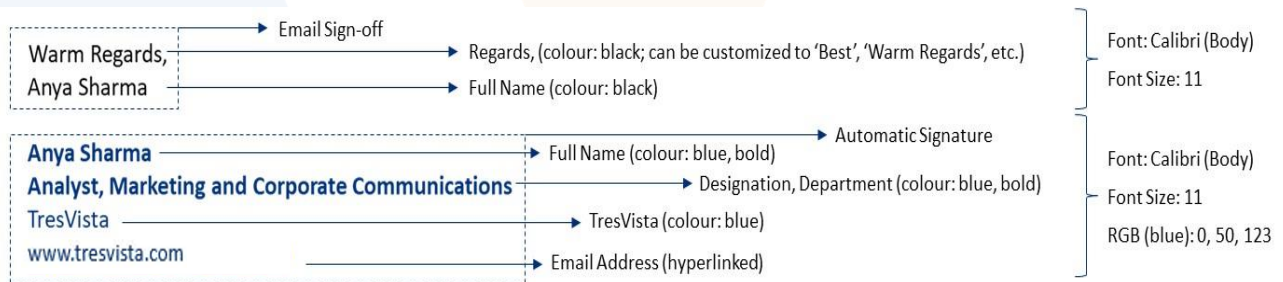 Email Sign-off
Warm Regards,
Regards, (colour: black; can be customized to ‘Best’, ‘Warm Regards’, etc.)
Anya Sharma
Full Name (colour: black)
Font: Calibri (Body)
Font Size: 11
Automatic Signature
Anya Sharma
Full Name (colour: blue, bold)
Analyst, Marketing and Corporate Communications
Designation, Department (colour: blue, bold)
TresVista
TresVista (colour: blue)
www.tresvista.com
Email Address (hyperlinked)
Font: Calibri (Body)
Font Size: 11
RGB (blue): 0, 50, 123